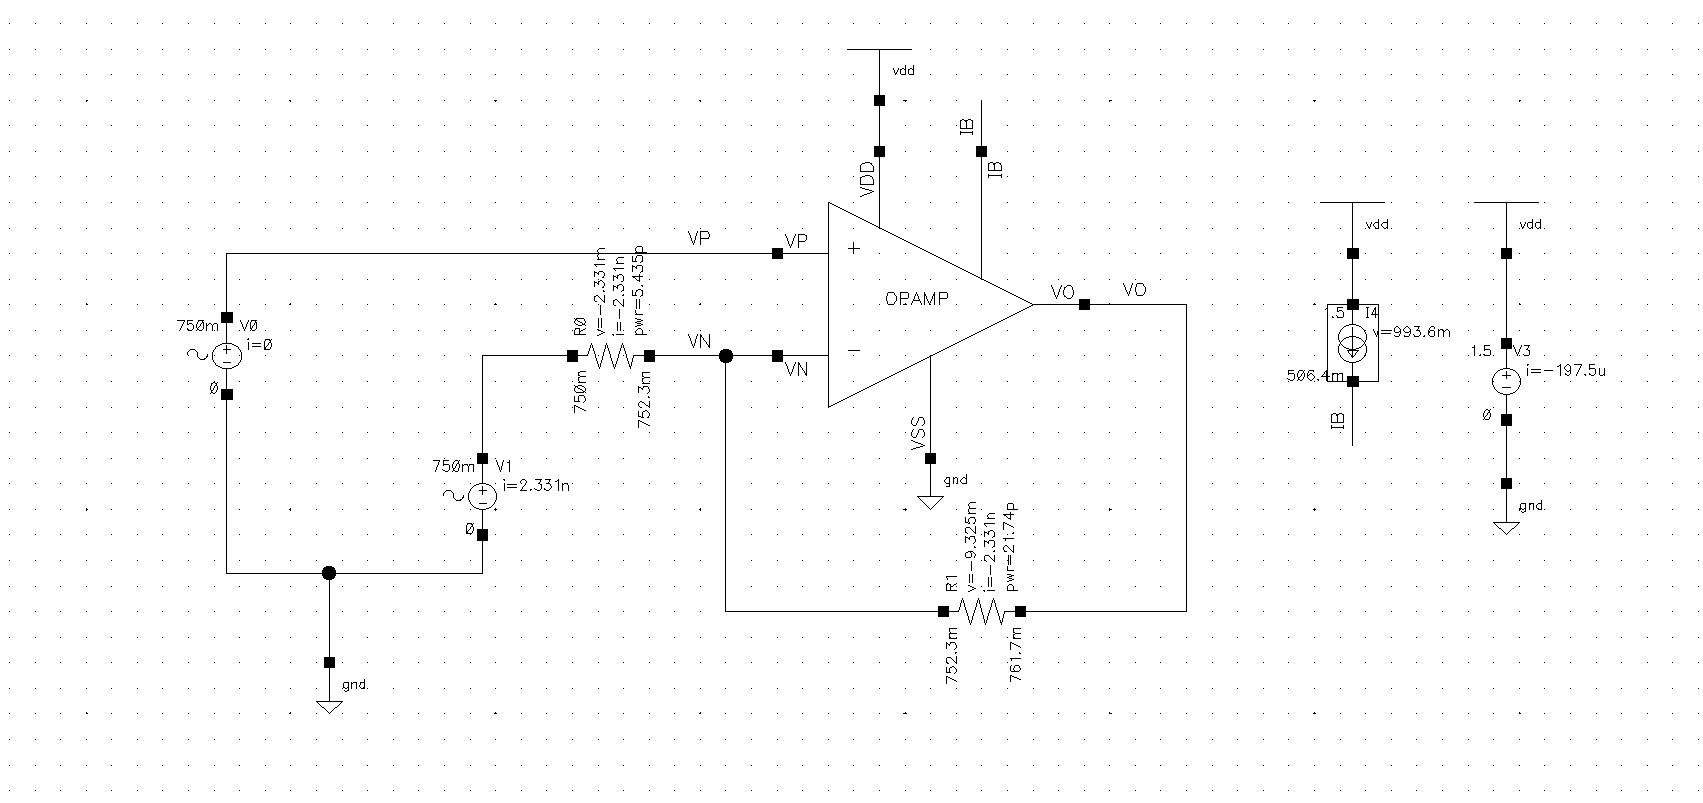 vdd
IB
IB
VDD
VP
VP
+
OPAMP
VO
VO
−
VN
VN
VSS
gnd
750m
V0
i=0
+
−
0
R0
v=-2.331m
i=-2.331n
pwr=5.435p
750m
752.3m
750m
V1
i=2.331n
+
−
0
gnd
R1
v=-9.325m
i=-2.331n
pwr=21.74p
752.3m
761.7m
vdd
1.5
I4
v=993.6m
506.4m
IB
vdd
1.5
V3
i=-197.5u
+
−
0
gnd